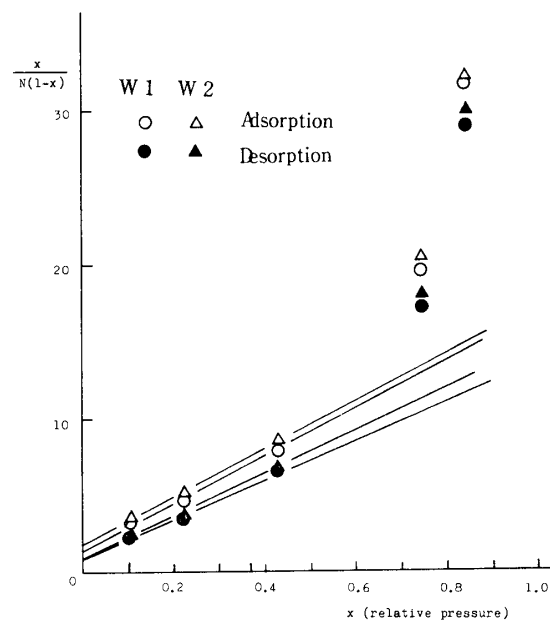 x
N(1-x)
W1 W2
Adsorption
Desorption
30
20
10
0
0 0.2 0.4 0.6 0.8 1.0
x (relative pressure)